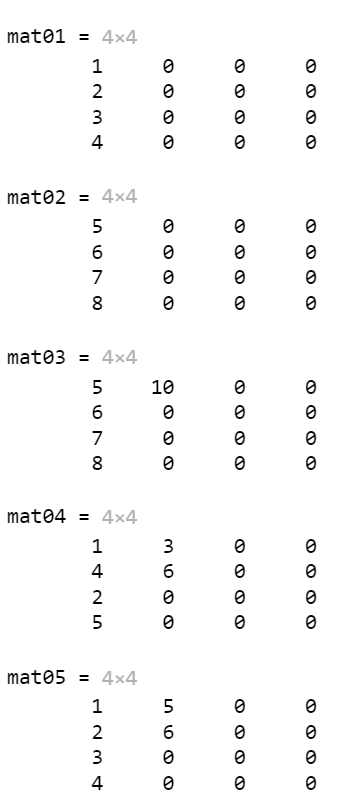 mat01 = 4×4
1 0 0 0
2 0 0 0
3 0 0 0
4 0 0 0
mat02 = 4×4
5 0 0 0
6 0 0 0
7 0 0 0
8 0 0 0
mat03 = 4×4
5 10 0 0
6 0 0 0
7 0 0 0
8 0 0 0
mat04 = 4×4
1 3 0 0
4 6 0 0
2 0 0 0
5 0 0 0
mat05 = 4×4
1 5 0 0
2 6 0 0
3 0 0 0
4 0 0 0